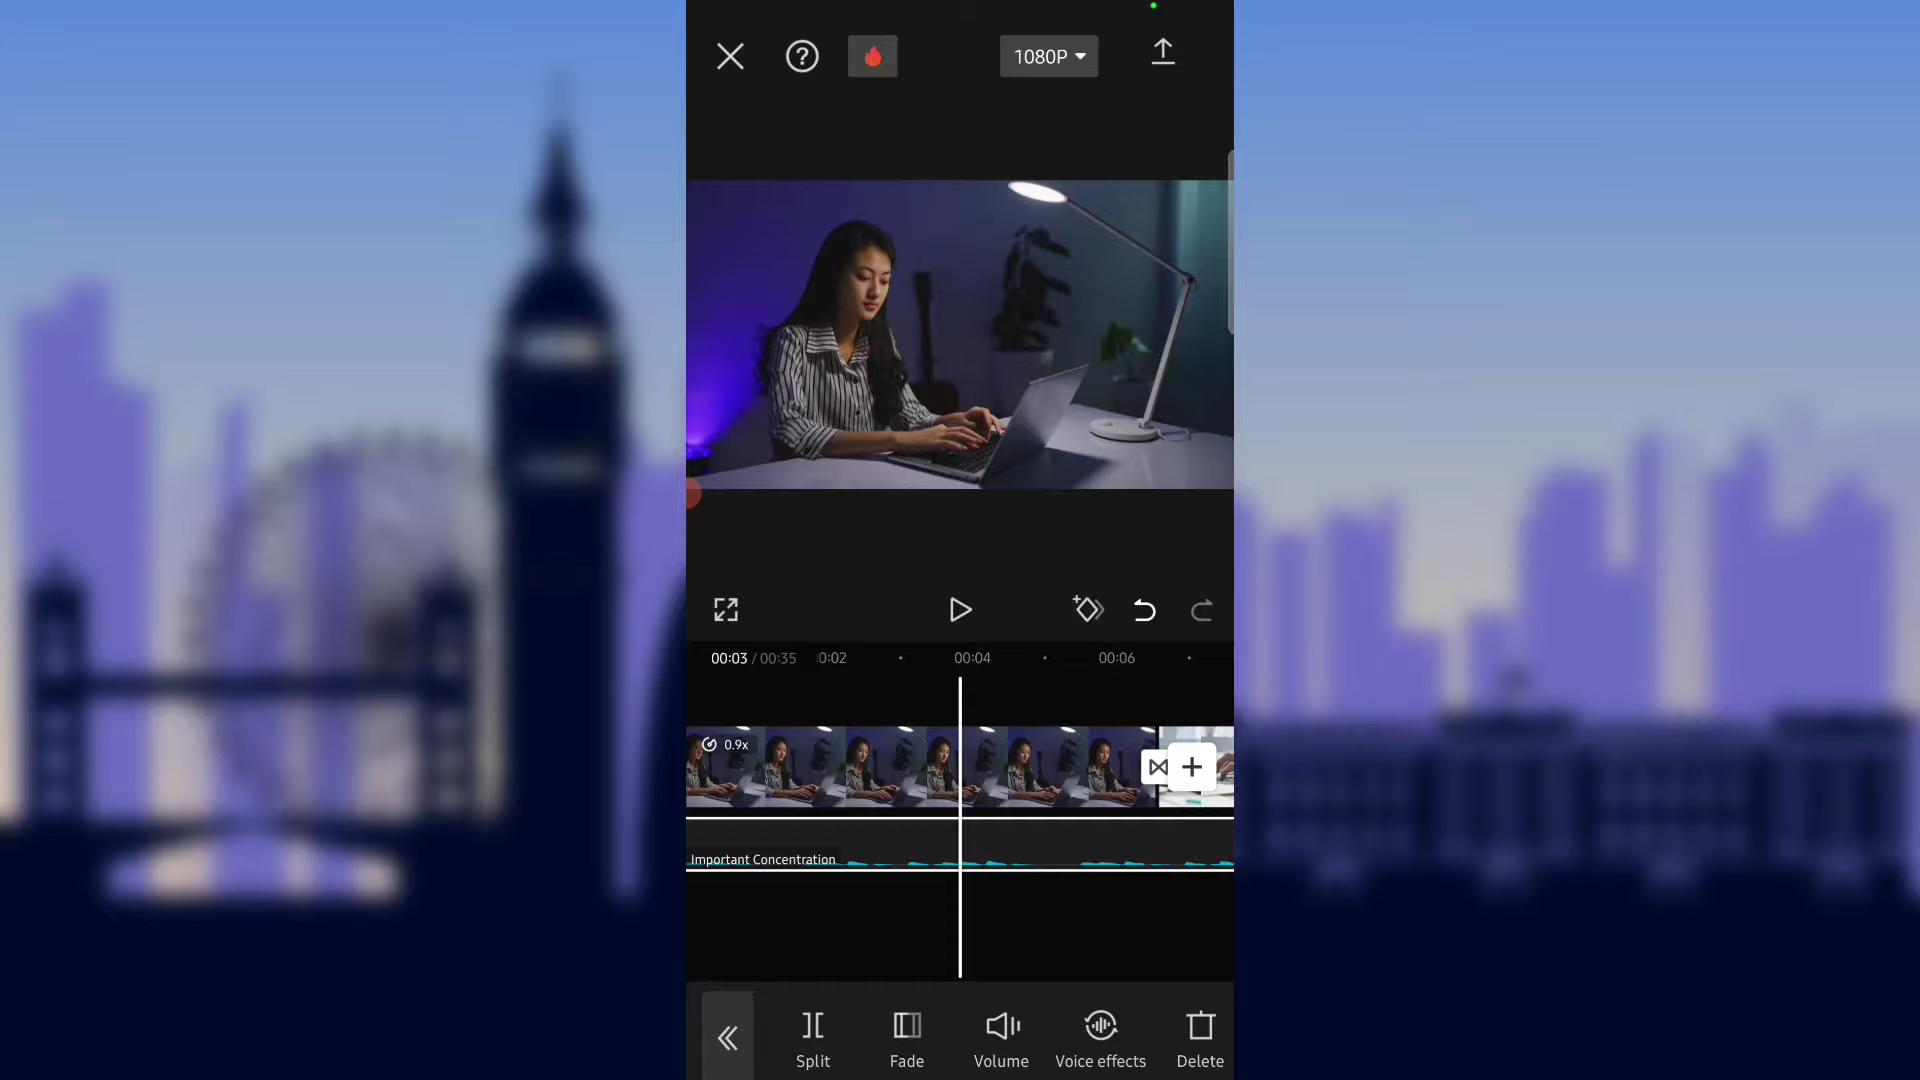 1080P
00:03 / 00:35 0:02 00:04 00:06
0.9x
Important Concentration
Split Fade Volume Voice effects Delete